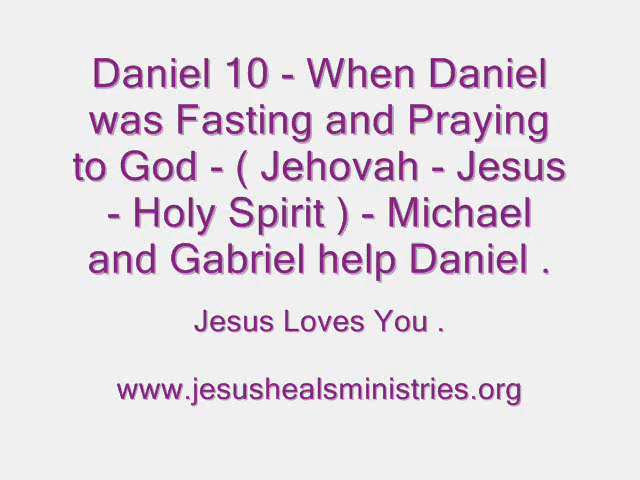 Daniel 10 - When Daniel
was Fasting and Praying
to God - ( Jehovah - Jesus
- Holy Spirit ) - Michael
and Gabriel help Daniel .
Jesus Loves You .
www.jesushealsministries.org